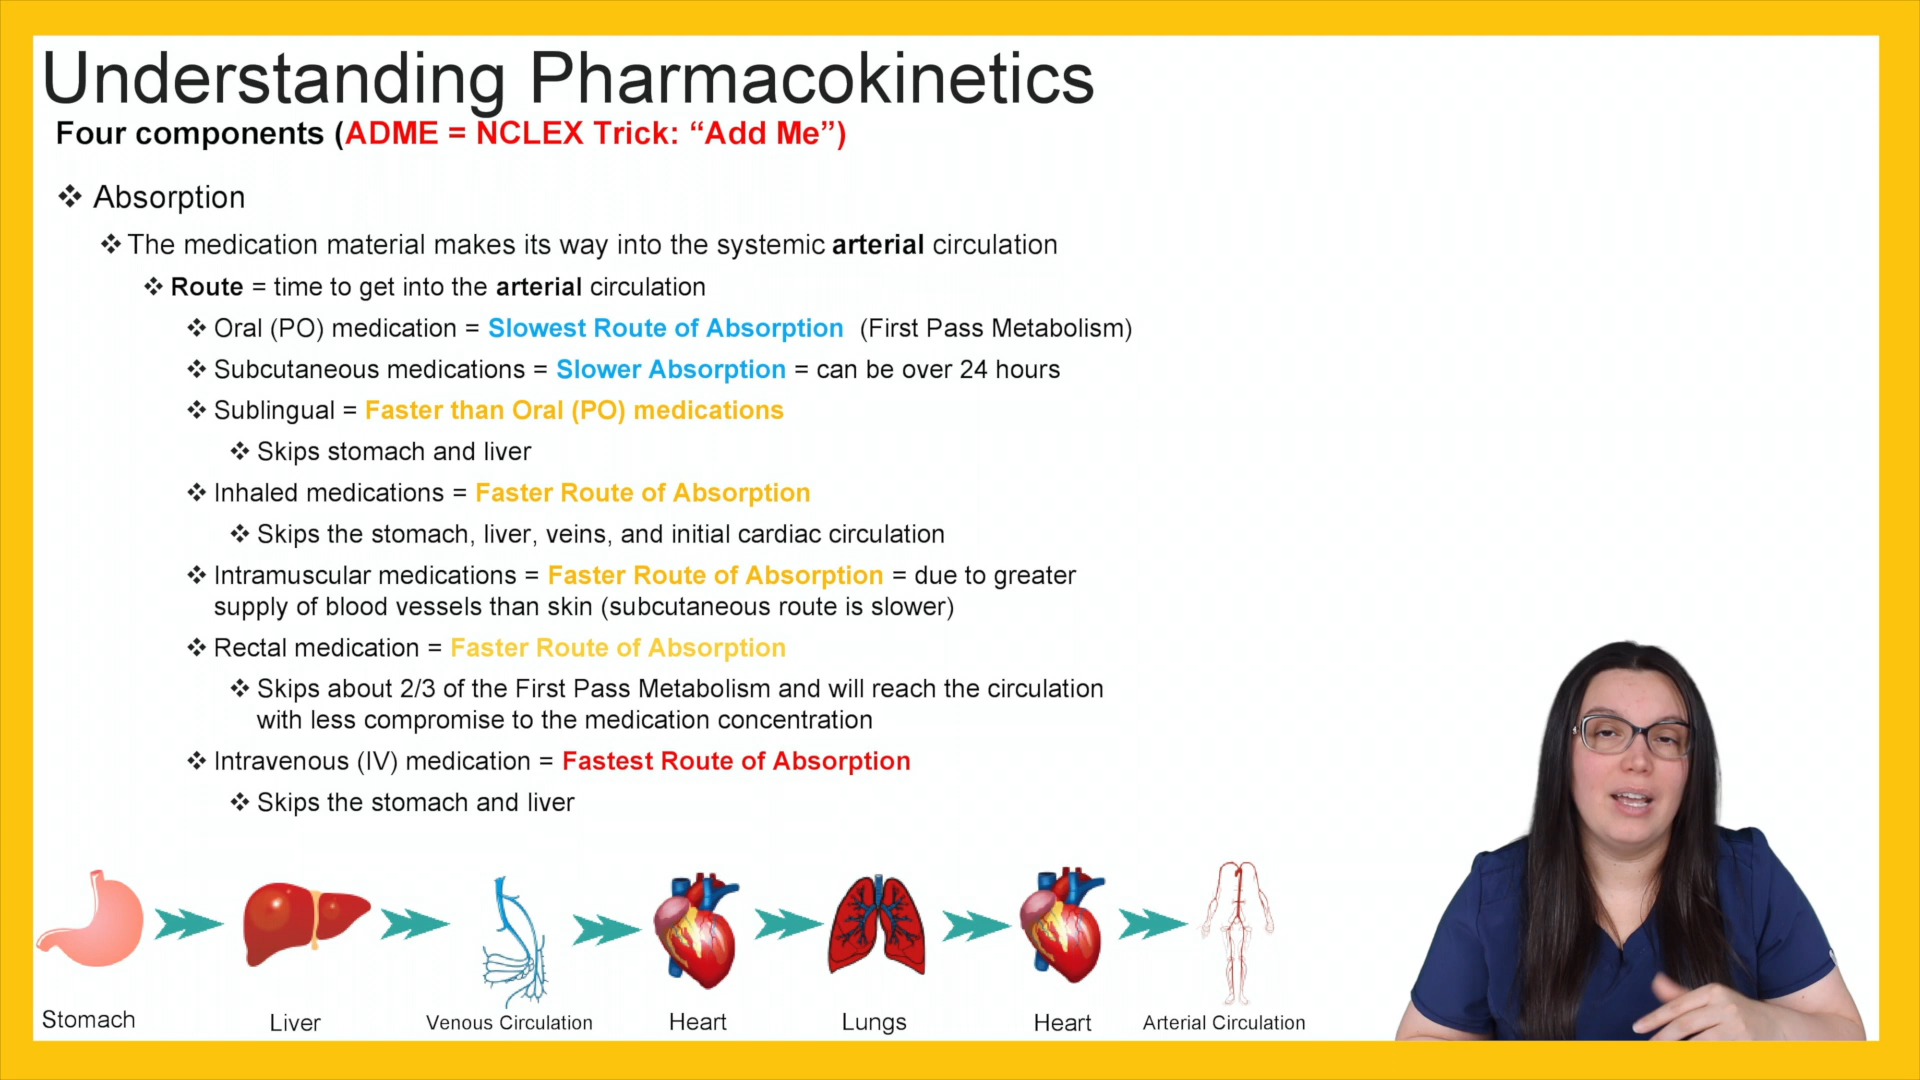 Understanding Pharmacokinetics
Four components (ADME = NCLEX Trick: “Add Me”)
❖ Absorption
❖ The medication material makes its way into the systemic arterial circulation
❖ Route = time to get into the arterial circulation
❖ Oral (PO) medication = Slowest Route of Absorption (First Pass Metabolism)
❖ Subcutaneous medications = Slower Absorption = can be over 24 hours
❖ Sublingual = Faster than Oral (PO) medications
❖ Skips stomach and liver
❖ Inhaled medications = Faster Route of Absorption
❖ Skips the stomach, liver, veins, and initial cardiac circulation
❖ Intramuscular medications = Faster Route of Absorption = due to greater
supply of blood vessels than skin (subcutaneous route is slower)
❖ Rectal medication = Faster Route of Absorption
❖ Skips about 2/3 of the First Pass Metabolism and will reach the circulation
with less compromise to the medication concentration
❖ Intravenous (IV) medication = Fastest Route of Absorption
❖ Skips the stomach and liver
Stomach Liver Venous Circulation Heart Lungs Heart Arterial Circulation